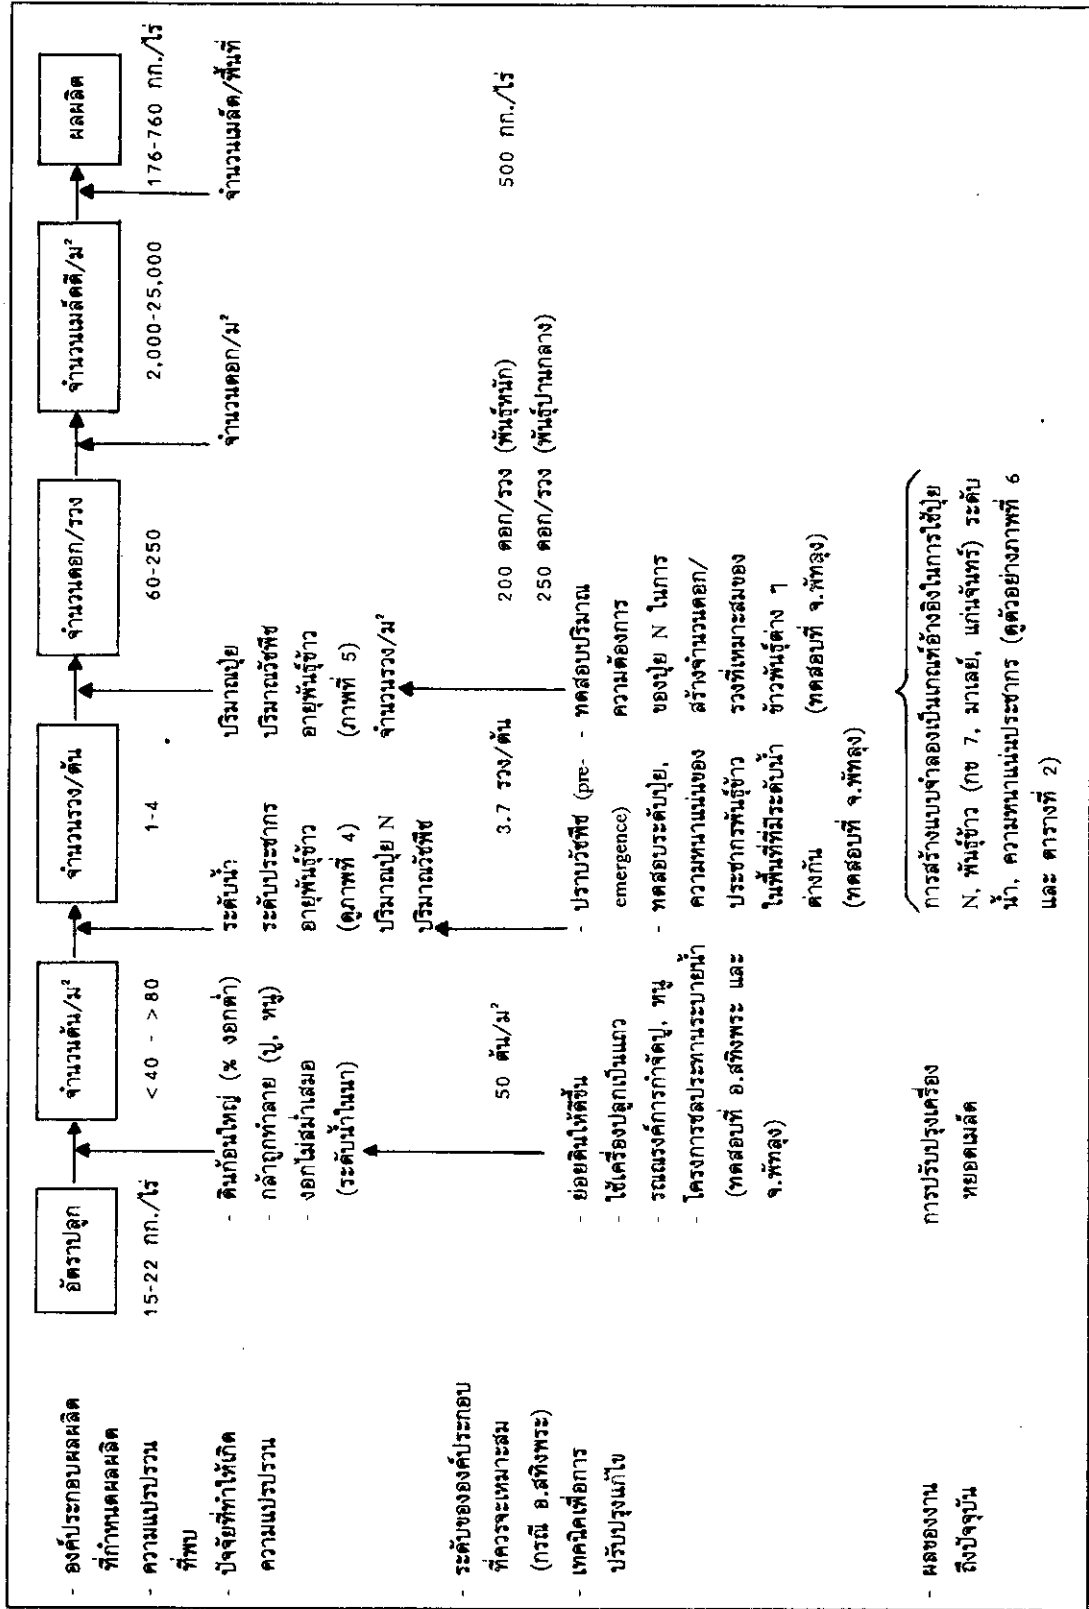 - องค์ประกอบผลผลิต
ที่กำหนดผลผลิต
อัตราปลูก
จำนวนต้น/ม²
จำนวนรวง/ต้น
จำนวนดอก/รวง
จำนวนเมล็ดดี/ม²
ผลผลิต
- ความแปรปรวน
ที่พบ
15-22 กก./ไร่
<40 - >80
1-4
60-250
2,000-25,000
176-760 กก./ไร่
- ปัจจัยที่ทำให้เกิด
ความแปรปรวน
- ดินก้อนใหญ่ (% งอกต่ำ)
- กล้าถูกทำลาย (ปู, หนู)
- งอกไม่สม่ำเสมอ
(ระดับน้ำในนา)
ระดับน้ำ
ระดับประชากร
อายุพันธุ์ข้าว
(ดูภาพที่ 4)
ปริมาณปุ๋ย N
ปริมาณวัชพืช
ปริมาณปุ๋ย
ปริมาณวัชพืช
อายุพันธุ์ข้าว
(ภาพที่ 5)
จำนวนรวง/ม²
จำนวนดอก/ม²
จำนวนเมล็ด/พื้นที่
- ระดับขององค์ประกอบ
ที่ควรจะเหมาะสม
(กรณี อ.สทิงพระ)
50 ต้น/ม²
3.7 รวง/ต้น
200 ดอก/รวง (พันธุ์หนัก)
250 ดอก/รวง (พันธุ์ปานกลาง)
500 กก./ไร่
- เทคนิคเพื่อการ
ปรับปรุงแก้ไข
- ย่อยดินให้ดีขึ้น
- ใช้เครื่องปลูกเป็นแถว
- รณณรงค์การกำจัดปู, หนู
- โครงการชลประทานระบายน้ำ
(ทดสอบที่ อ.สทิงพระ และ
จ.พัทลุง)
- ปราบวัชพืช (pre-
emergence)
- ทดสอบระดับปุ๋ย,
ความหนาแน่นของ
ประชากรพันธุ์ข้าว
ในพื้นที่ที่มีระดับน้ำ
ต่างกัน
(ทดสอบที่ จ.พัทลุง)
- ทดสอบปริมาณ
ความต้องการ
ของปุ๋ย N ในการ
สร้างจำนวนดอก/
รวงที่เหมาะสมของ
ข้าวพันธุ์ต่าง ๆ
(ทดสอบที่ จ.พัทลุง)
- ผลของงาน
ถึงปัจจุบัน
การปรับปรุงเครื่อง
หยอดเมล็ด
การสร้างแบบจำลองเป็นเกณฑ์อ้างอิงในการใช้ปุ๋ย
N, พันธุ์ข้าว (กข 7, มาเลย์, แก่นจันทร์) ระดับ
น้ำ, ความหนาแน่นประชากร (ดูตัวอย่างภาพที่ 6
และ ตารางที่ 2)